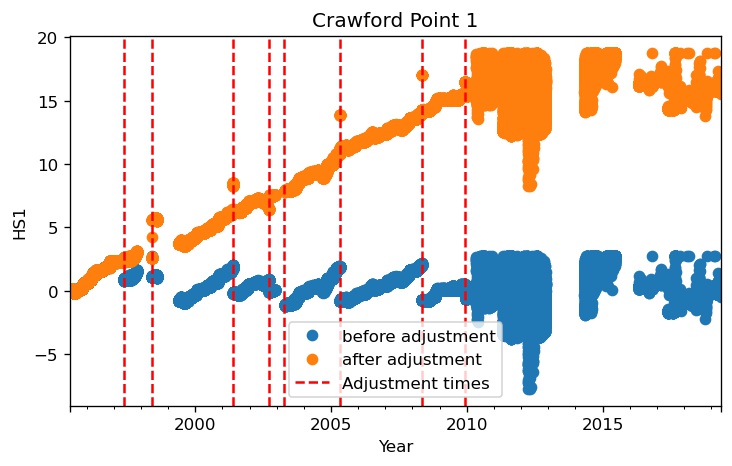 Crawford Point 1
20
15
10
5
0
−5
HS1
before adjustment
after adjustment
Adjustment times
2000
2005
2010
2015
Year